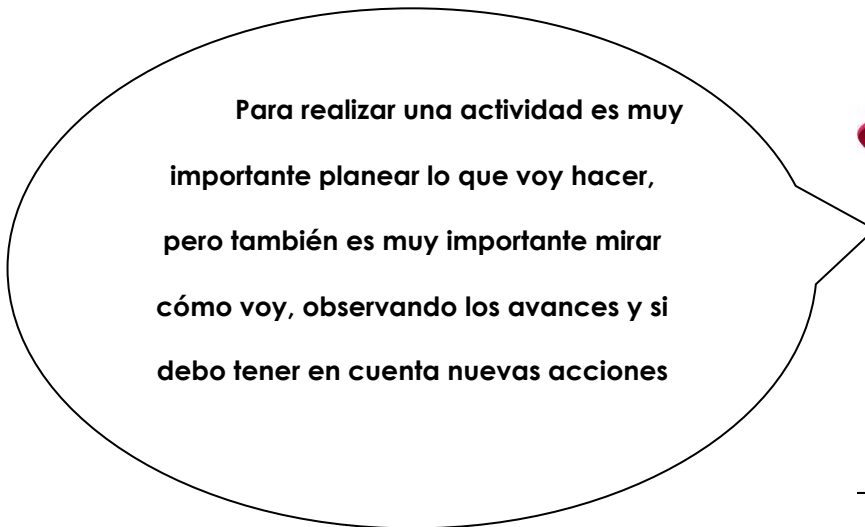 Para realizar una actividad es muy
importante planear lo que voy hacer,
pero también es muy importante mirar
cómo voy, observando los avances y si
debo tener en cuenta nuevas acciones